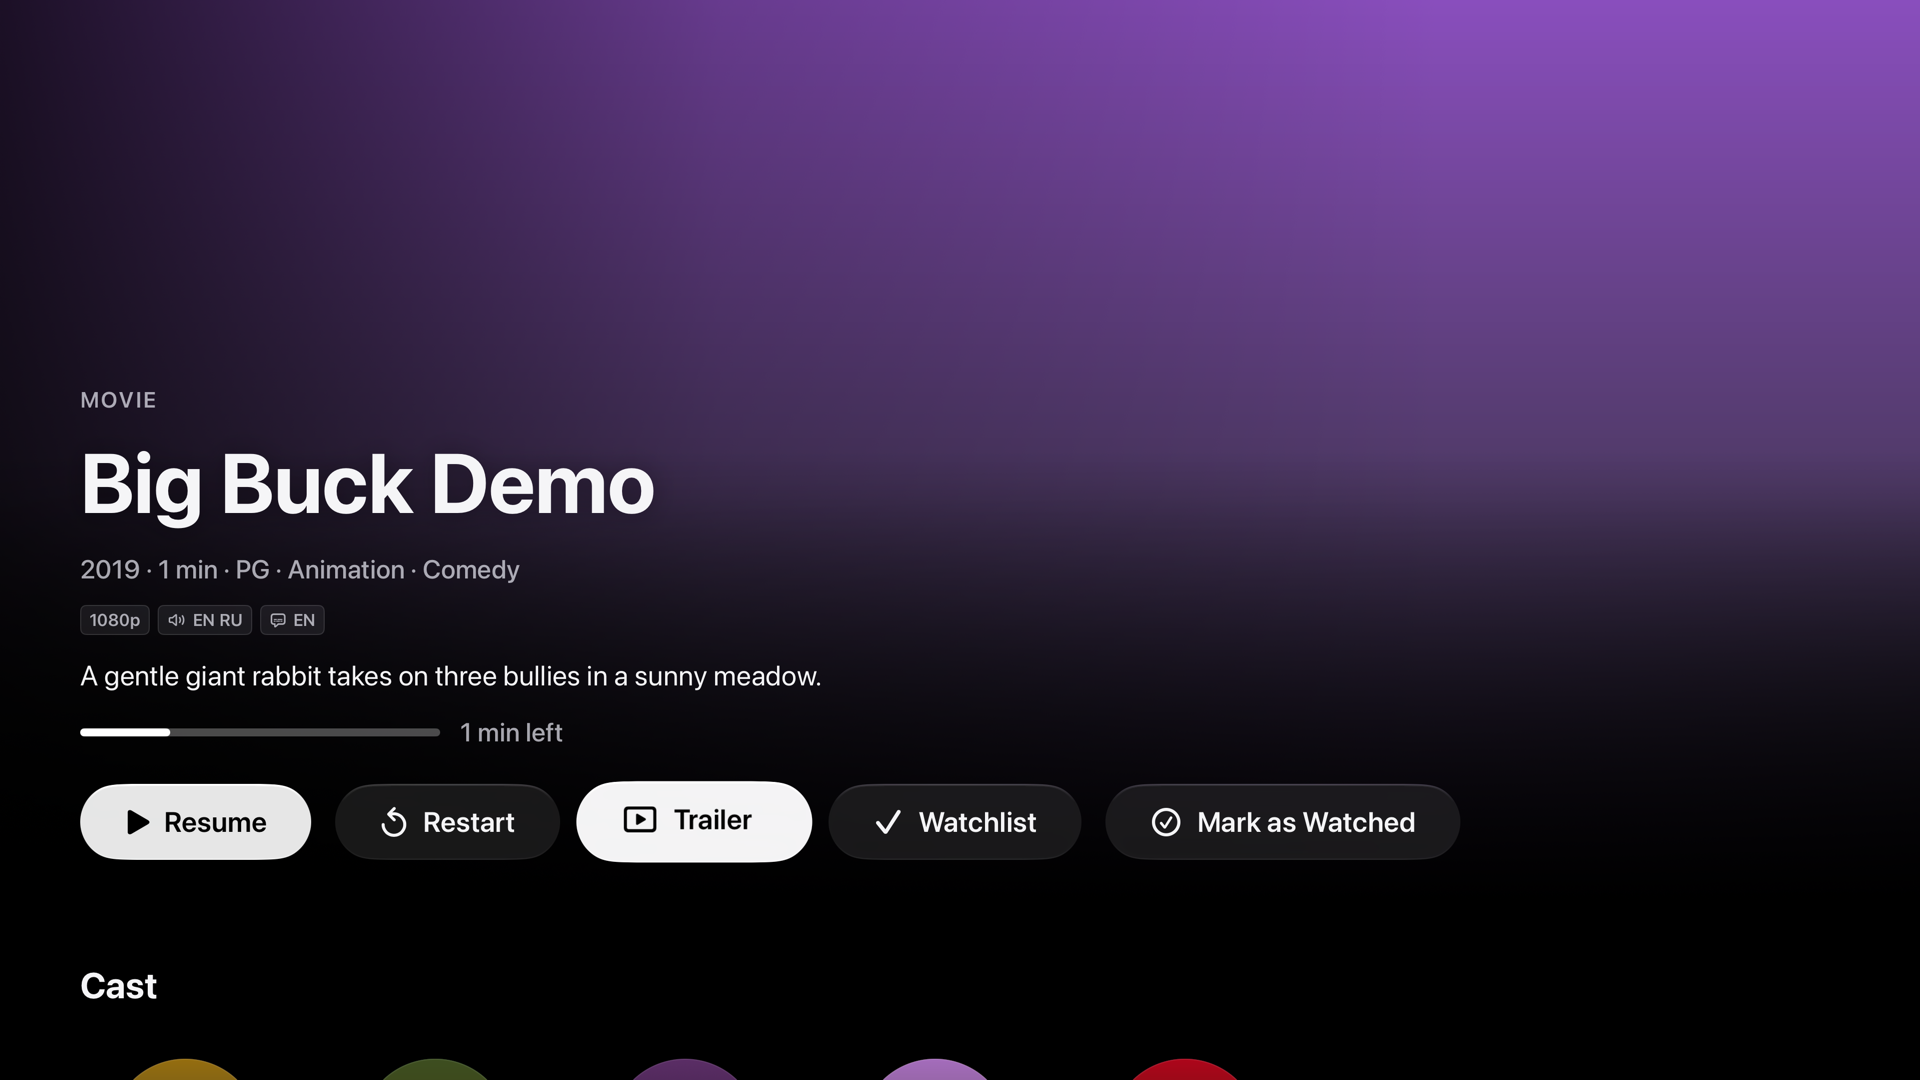 MOVIE
Big Buck Demo
2019 · 1 min · PG · Animation · Comedy
1080p EN RU EN
A gentle giant rabbit takes on three bullies in a sunny meadow.
1 min left
Resume Restart Trailer Watchlist Mark as Watched
Cast